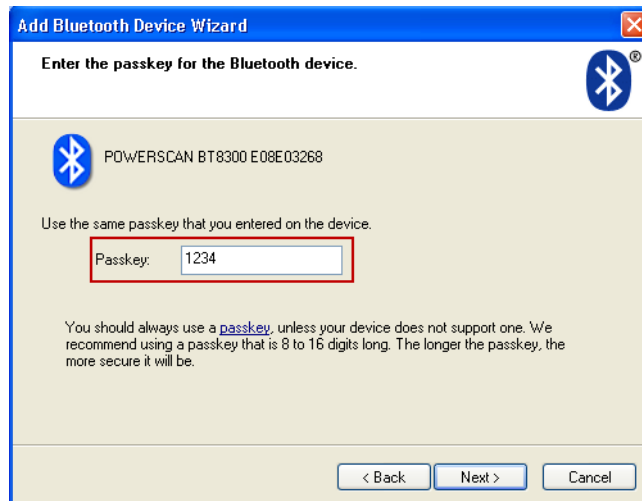 Add Bluetooth Device Wizard
Enter the passkey for the Bluetooth device.
®
POWERSCAN BT8300 E08E03268
Use the same passkey that you entered on the device.
Passkey: 1234
You should always use a passkey, unless your device does not support one. We
recommend using a passkey that is 8 to 16 digits long. The longer the passkey, the
more secure it will be.
< Back Next > Cancel